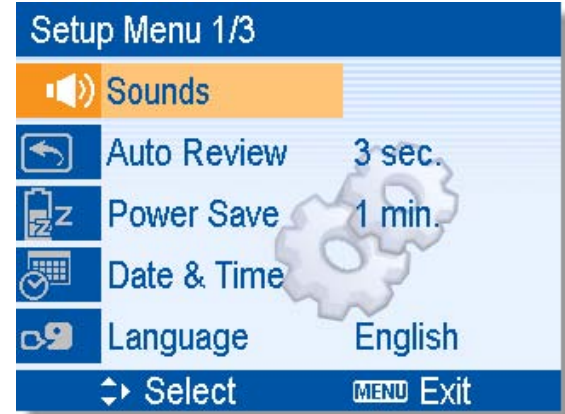 Setup Menu 1/3
Sounds
Auto Review 3 sec.
Power Save 1 min.
Date & Time
Language English
Select MENU Exit